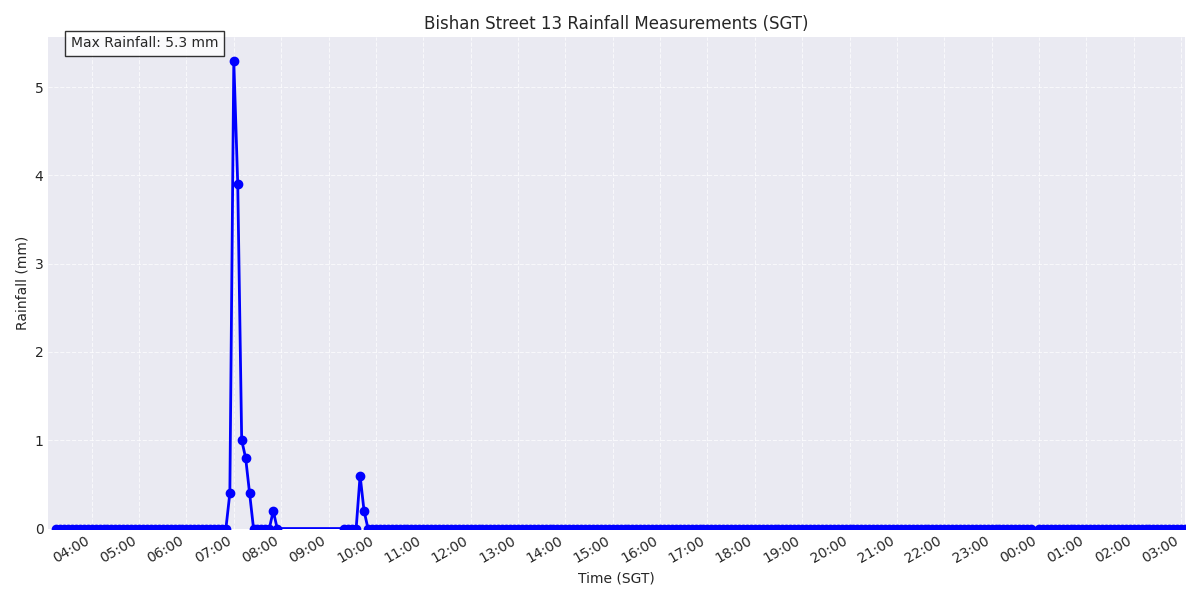 Bishan Street 13 Rainfall Measurements (SGT)
Max Rainfall: 5.3 mm
Rainfall (mm)
5
4
3
2
1
0
04:00 05:00 06:00 07:00 08:00 09:00 10:00 11:00 12:00 13:00 14:00 15:00 16:00 17:00 18:00 19:00 20:00 21:00 22:00 23:00 00:00 01:00 02:00 03:00
Time (SGT)